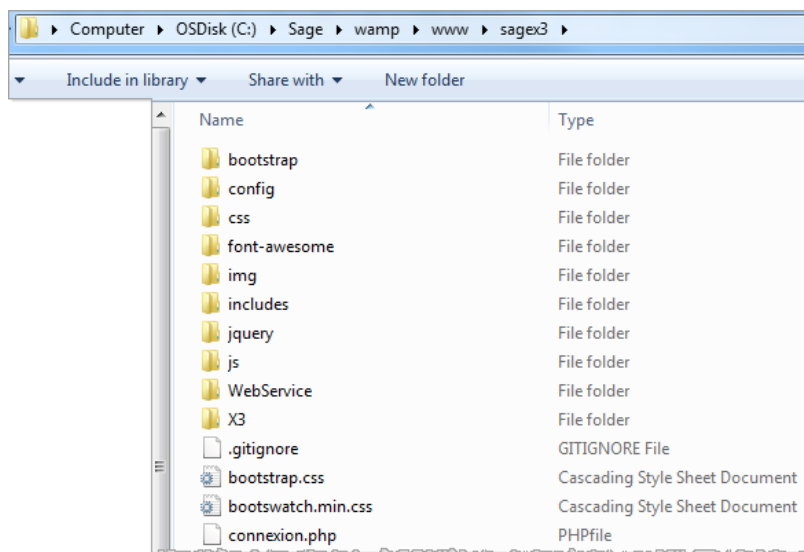 Computer OSDisk (C:) Sage wamp www sagex3
Include in library Share with New folder
Name Type
bootstrap File folder
config File folder
css File folder
font-awesome File folder
img File folder
includes File folder
jquery File folder
js File folder
WebService File folder
X3 File folder
.gitignore GITIGNORE File
bootstrap.css Cascading Style Sheet Document
bootswatch.min.css Cascading Style Sheet Document
connexion.php PHPfile